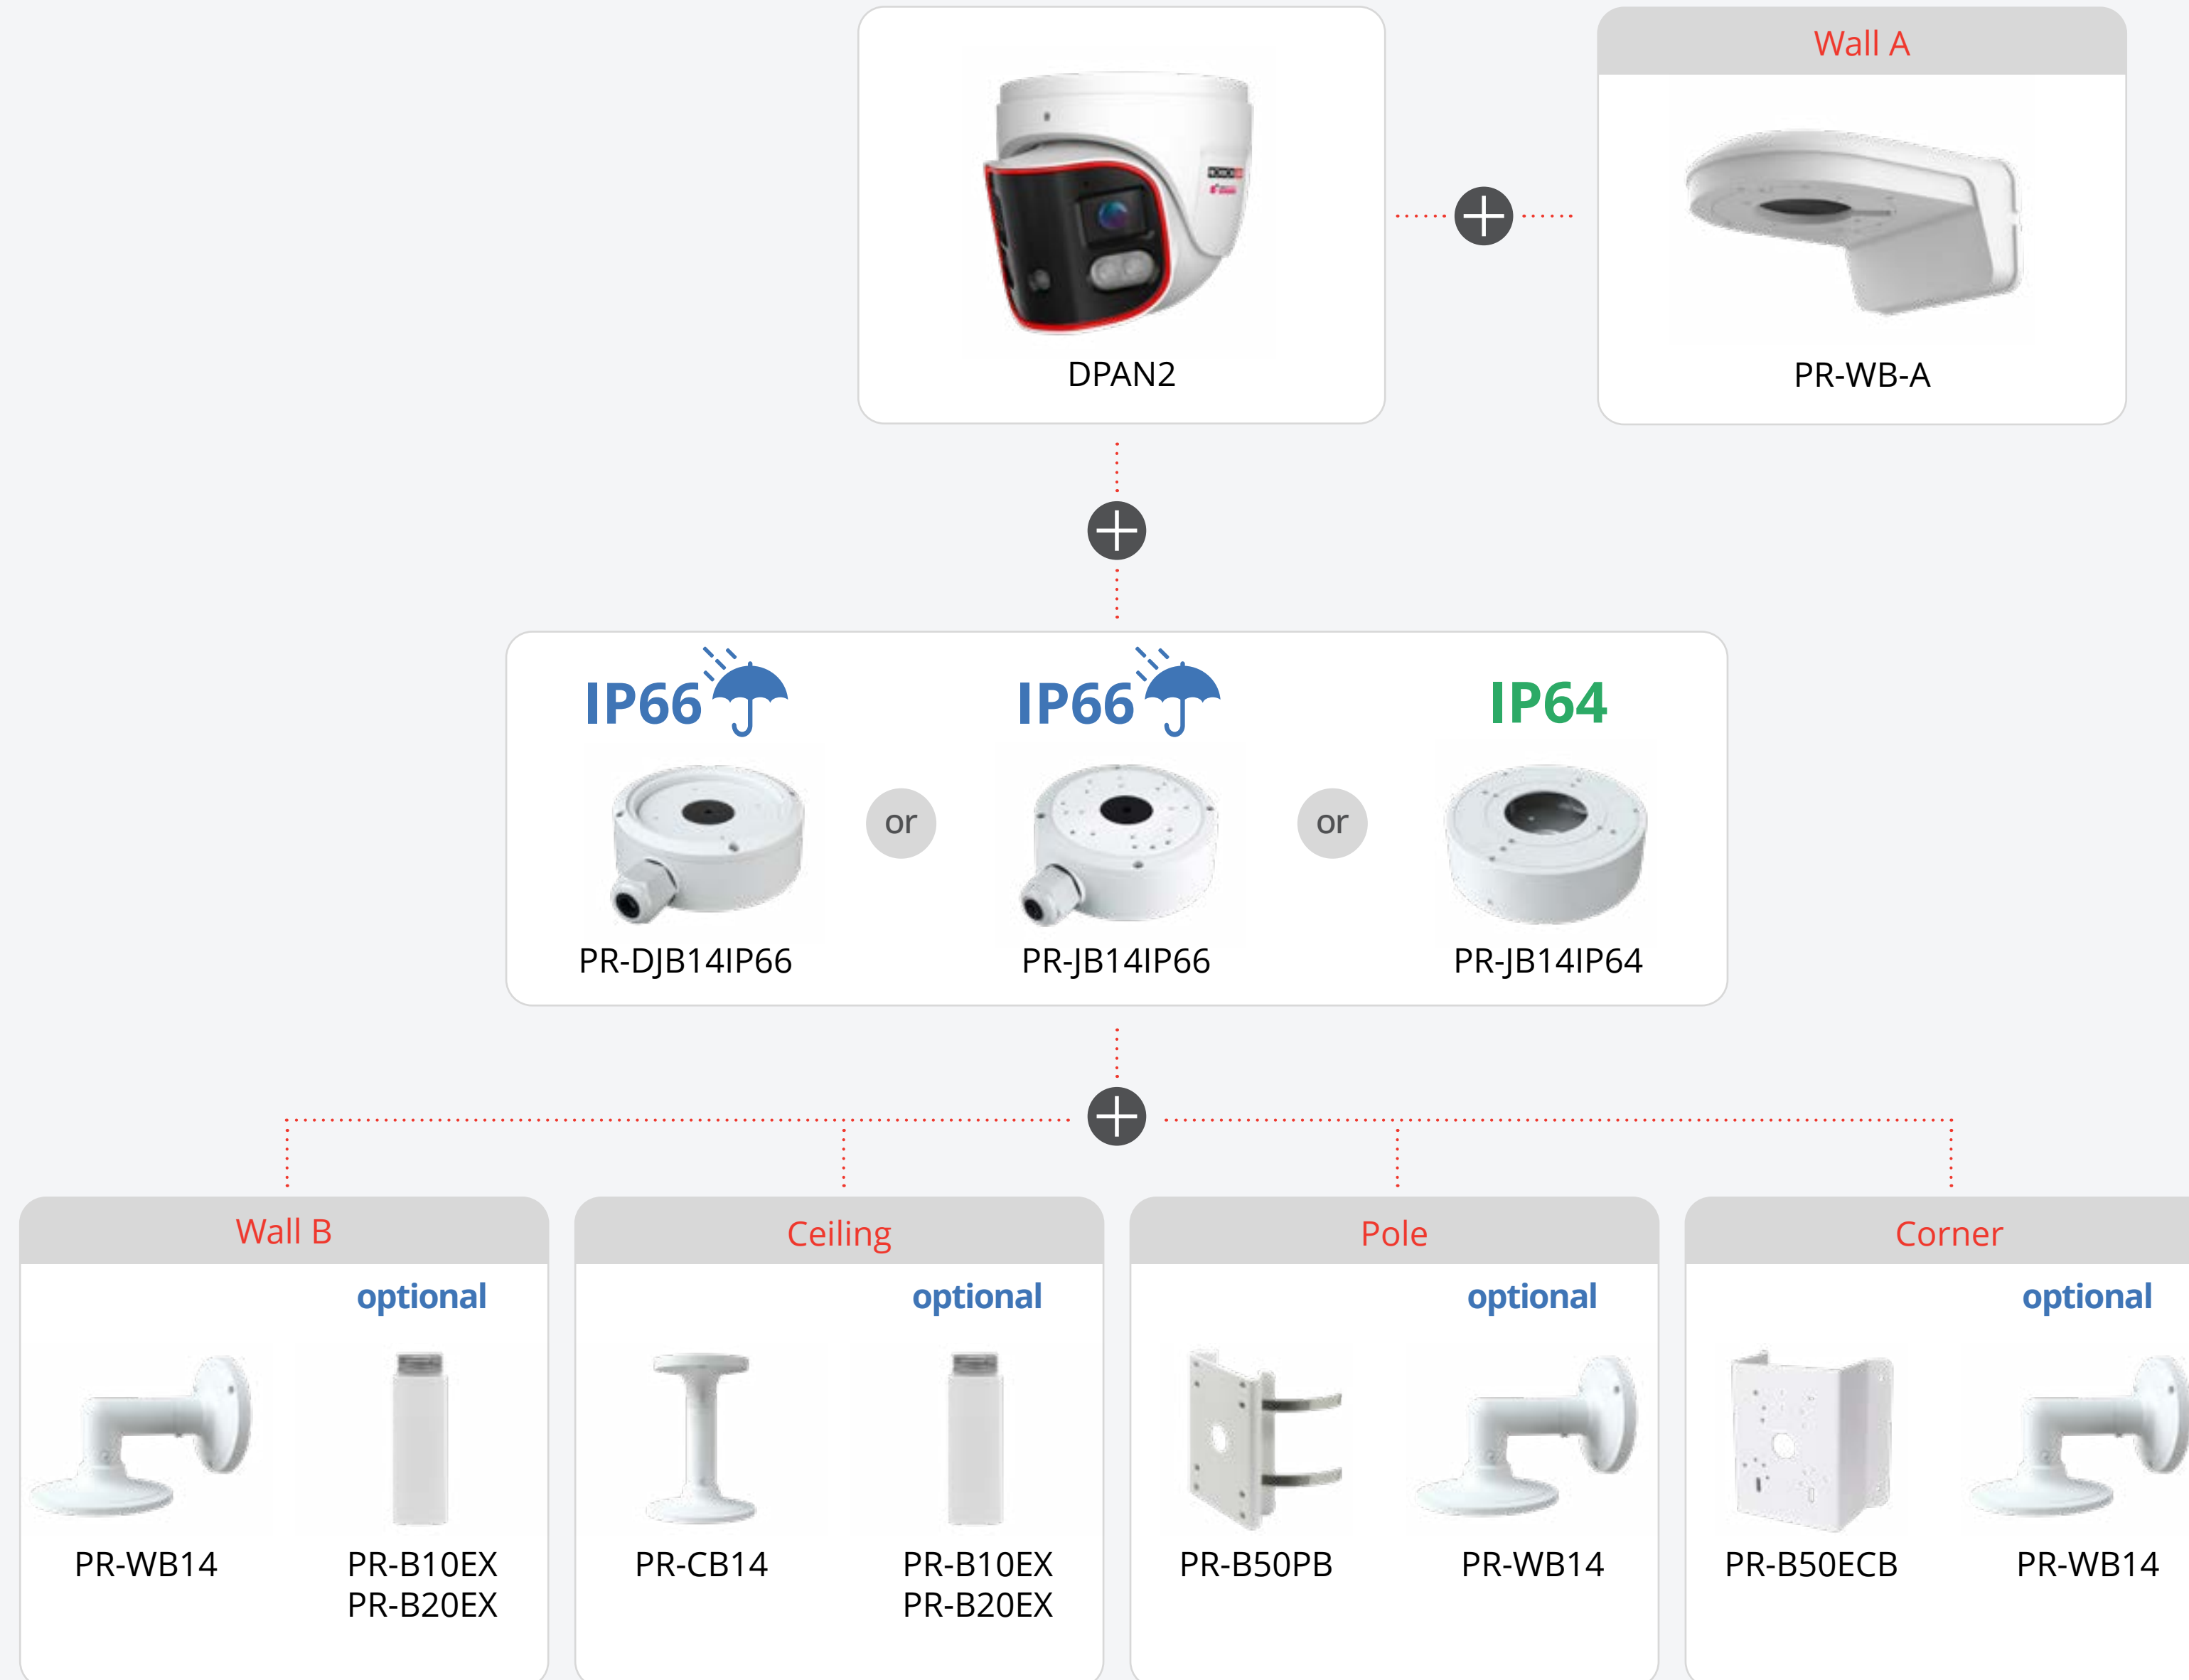 Wall A
DPAN2
PR-WB-A
IP66
IP66
IP64
or
or
PR-DJB14IP66
PR-JB14IP66
PR-JB14IP64
Wall B
Ceiling
Pole
Corner
optional
optional
optional
optional
PR-WB14
PR-B10EX
PR-B20EX
PR-CB14
PR-B10EX
PR-B20EX
PR-B50PB
PR-WB14
PR-B50ECB
PR-WB14